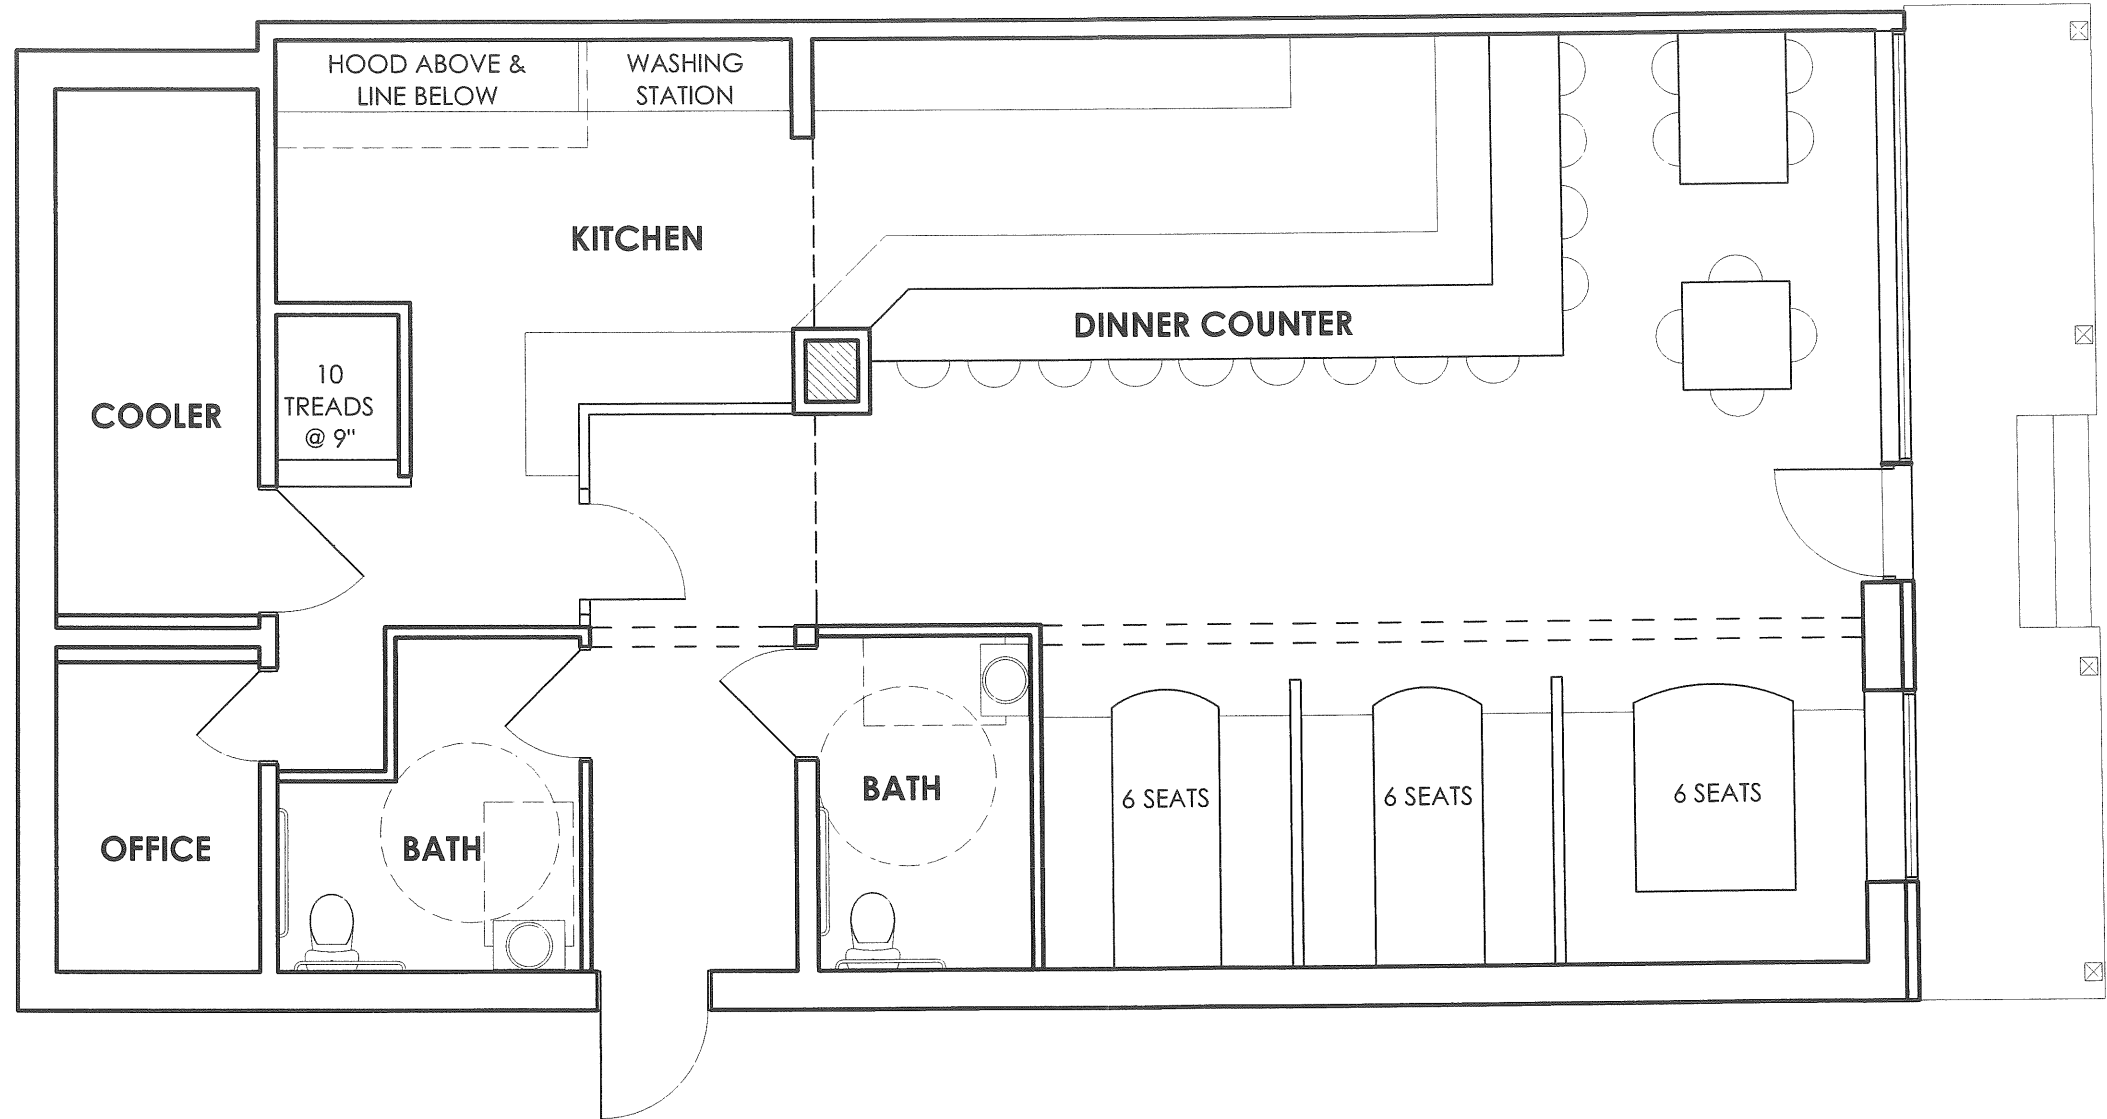 HOOD ABOVE &
LINE BELOW
WASHING
STATION
KITCHEN
DINNER COUNTER
10
TREADS
@ 9"
COOLER
OFFICE
BATH
BATH
6 SEATS
6 SEATS
6 SEATS